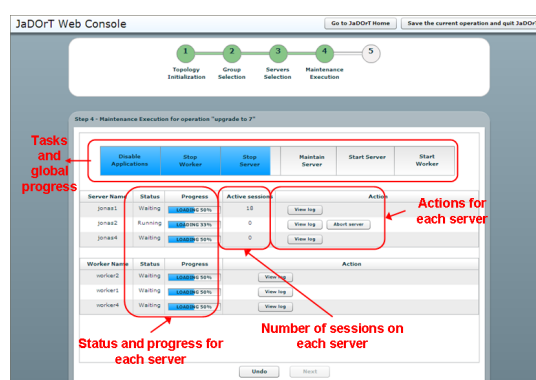 JaDOrT Web Console
Go to JaDOrT Home
Save the current operation and quit JaDOrT
1 2 3 4 5
Topology Initialization
Group Selection
Servers Selection
Maintenance Execution
Step 4 - Maintenance Execution for operation "upgrade to 7"
Tasks and global progress
Disable Applications
Stop Worker
Stop Server
Maintain Server
Start Server
Start Worker
Server Name Status Progress Active sessions Action
jonas1 Waiting LOADING 50% 18 View log
jonas2 Running LOADING 33% 0 View log Abort server
jonas4 Waiting LOADING 50% 0 View log
Actions for each server
Worker Name Status Progress Action
worker2 Waiting LOADING 50% View log
worker1 Waiting LOADING 50% View log
worker4 Waiting LOADING 50% View log
Number of sessions on each server
Status and progress for each server
Undo Next